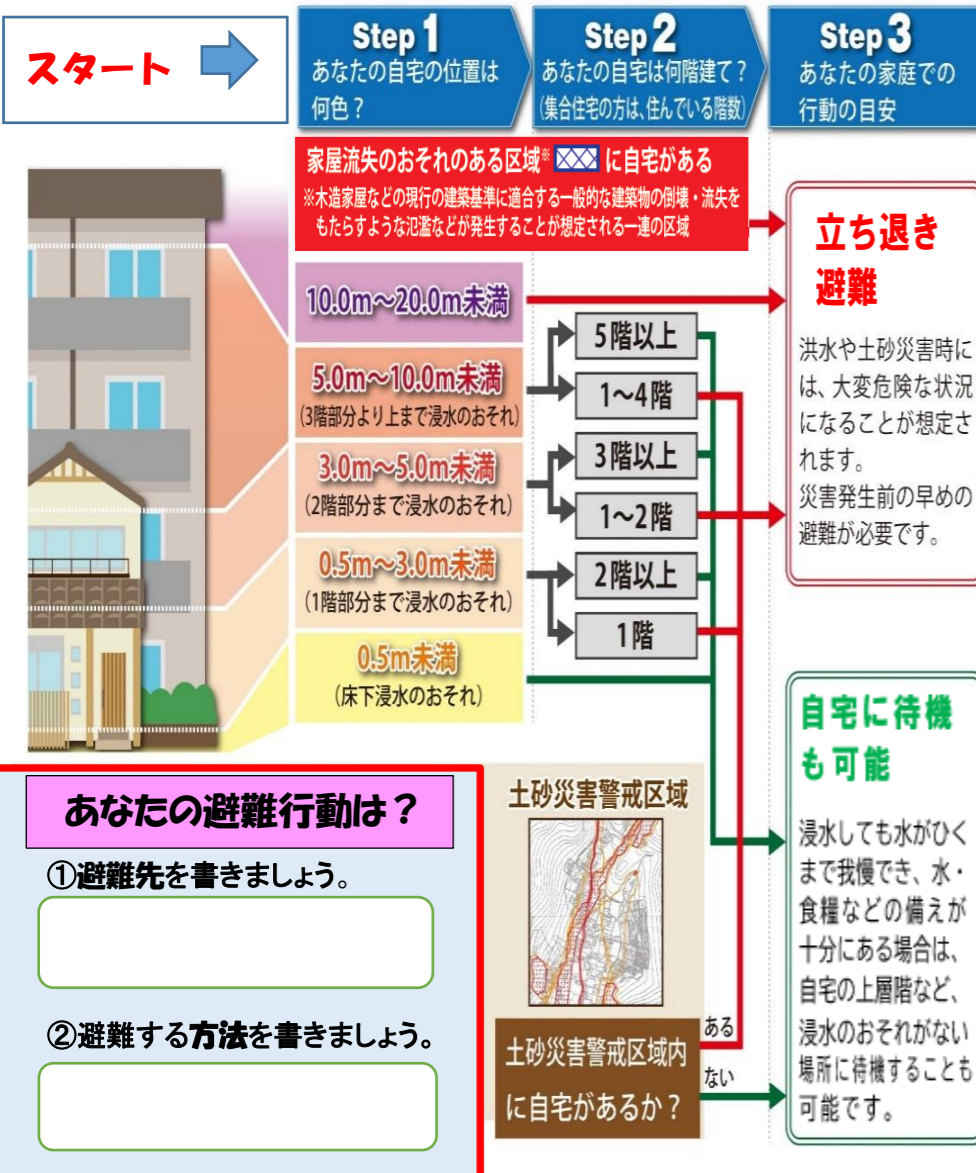 スタート
Step 1
あなたの自宅の位置は
何色？
Step 2
あなたの自宅は何階建て？
(集合住宅の方は、住んでいる階数)
Step 3
あなたの家庭での
行動の目安
家屋流失のおそれのある区域※ に自宅がある
※木造家屋などの現行の建築基準に適合する一般的な建築物の倒壊・流失を
もたらすような氾濫などが発生することが想定される一連の区域
10.0m〜20.0m未満
5.0m〜10.0m未満
(3階部分より上まで浸水のおそれ)
3.0m〜5.0m未満
(2階部分まで浸水のおそれ)
0.5m〜3.0m未満
(1階部分まで浸水のおそれ)
0.5m未満
(床下浸水のおそれ)
5階以上
1〜4階
3階以上
1〜2階
2階以上
1階
立ち退き
避難
洪水や土砂災害時に
は、大変危険な状況
になることが想定さ
れます。
災害発生前の早めの
避難が必要です。
自宅に待機
も可能
浸水しても水がひく
まで我慢でき、水・
食糧などの備えが
十分にある場合は、
自宅の上層階など、
浸水のおそれがない
場所に待機することも
可能です。
あなたの避難行動は？
①避難先を書きましょう。
②避難する方法を書きましょう。
土砂災害警戒区域
土砂災害警戒区域内
に自宅があるか？
ある
ない